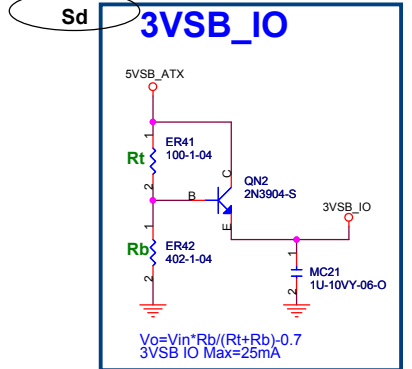 Sd
3VSB_IO
5VSB_ATX
1
ER41
Rt
100-1-04
2
C
QN2
B
2N3904-S
3VSB_IO
E
1
ER42
Rb
402-1-04
2
1
MC21
1U-10VY-06-O
2
Vo=Vin*Rb/(Rt+Rb)-0.7
3VSB IO Max=25mA